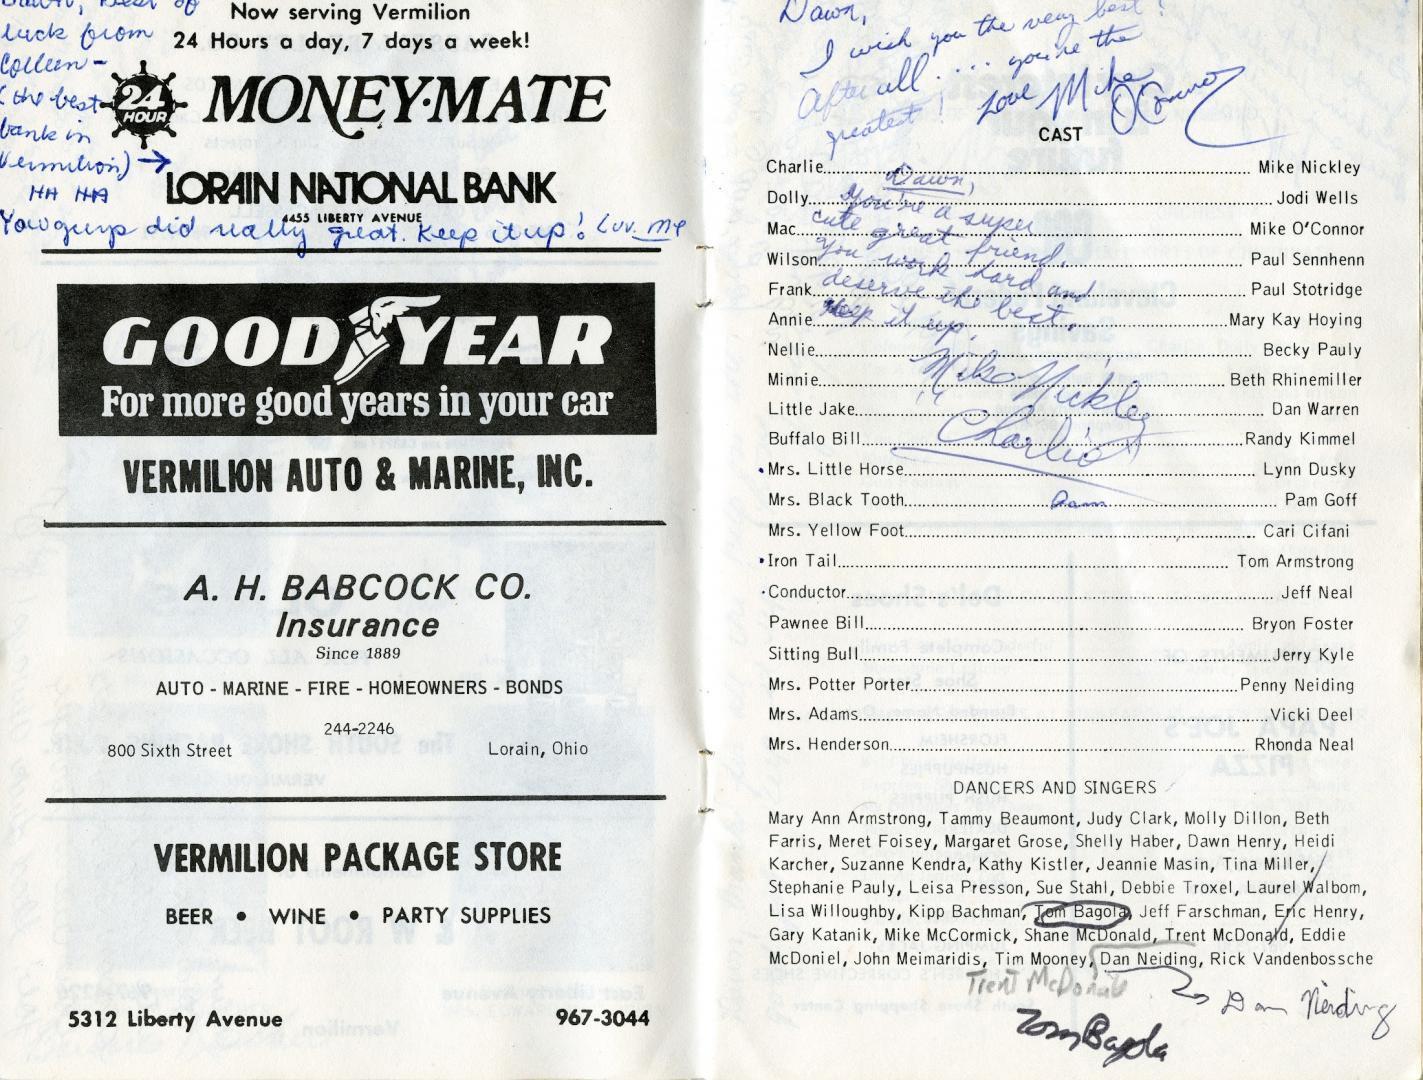 Dawn, Best of
luck from
Colleen -
(the best
bank in
Vermilion) →
HA HA
Now serving Vermilion
24 Hours a day, 7 days a week!
24
HOUR
MONEY•MATE
LORAIN NATIONAL BANK
4455 LIBERTY AVENUE
You guys did really great. Keep it up! Luv. Me
GOOD YEAR
For more good years in your car
VERMILION AUTO & MARINE, INC.
A. H. BABCOCK CO.
Insurance
Since 1889
AUTO - MARINE - FIRE - HOMEOWNERS - BONDS
244-2246
800 Sixth Street Lorain, Ohio
VERMILION PACKAGE STORE
BEER • WINE • PARTY SUPPLIES
5312 Liberty Avenue 967-3044
Dawn,
I wish you the very best!
After all .... you're the
greatest! Love Mike
O'Connor
CAST
Charlie Mike Nickley
Dolly Jodi Wells
Mac Mike O'Connor
Wilson Paul Sennhenn
Frank Paul Stotridge
Annie Mary Kay Hoying
Nellie Becky Pauly
Minnie Beth Rhinemiller
Little Jake Dan Warren
Buffalo Bill Randy Kimmel
Mrs. Little Horse Lynn Dusky
Mrs. Black Tooth Pam Goff
Mrs. Yellow Foot Cari Cifani
Iron Tail Tom Armstrong
Conductor Jeff Neal
Pawnee Bill Bryon Foster
Sitting Bull Jerry Kyle
Mrs. Potter Porter Penny Neiding
Mrs. Adams Vicki Deel
Mrs. Henderson Rhonda Neal
Dawn,
You're a super
cute great friend.
You work hard and
deserve the best.
Keep it up.
Mike Nickley
"Charlie"
DANCERS AND SINGERS
Mary Ann Armstrong, Tammy Beaumont, Judy Clark, Molly Dillon, Beth
Farris, Meret Foisey, Margaret Grose, Shelly Haber, Dawn Henry, Heidi
Karcher, Suzanne Kendra, Kathy Kistler, Jeannie Masin, Tina Miller,
Stephanie Pauly, Leisa Presson, Sue Stahl, Debbie Troxel, Laurel Walbom,
Lisa Willoughby, Kipp Bachman, Tom Bagola, Jeff Farschman, Eric Henry,
Gary Katanik, Mike McCormick, Shane McDonald, Trent McDonald, Eddie
McDoniel, John Meimaridis, Tim Mooney, Dan Neiding, Rick Vandenbossche
Trent McDonald
Dan Neiding
Tom Bagola